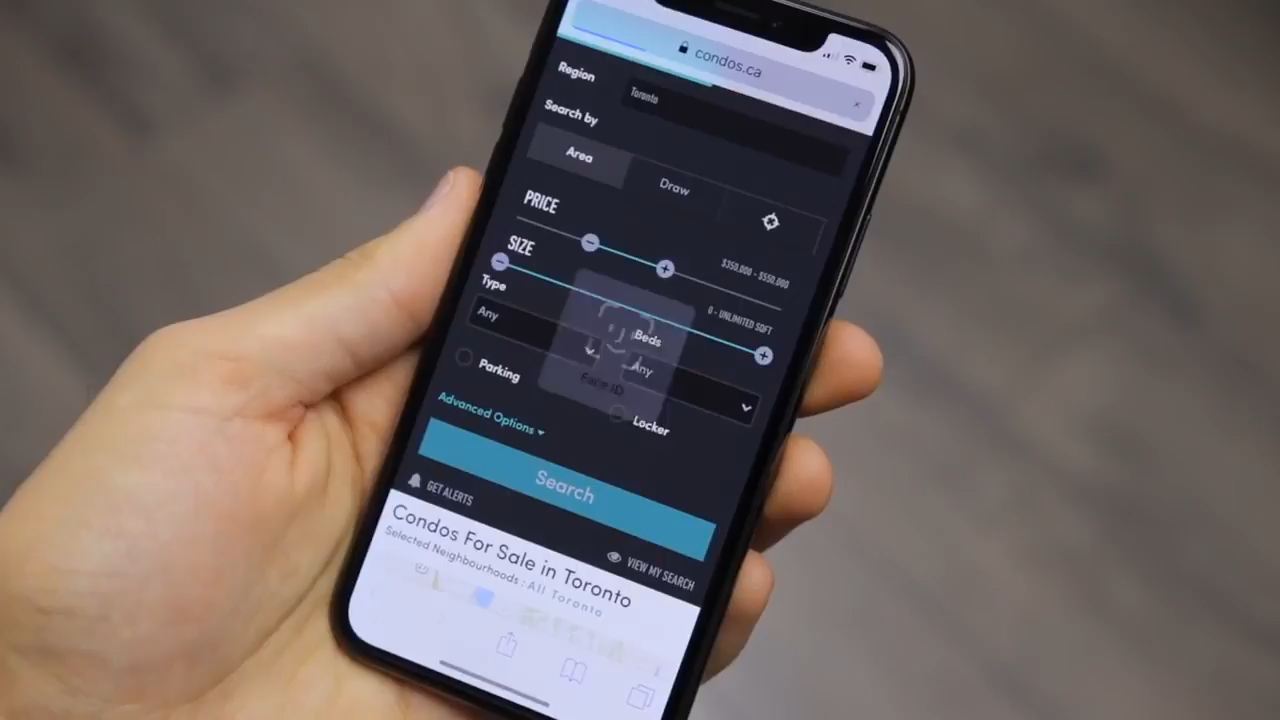 condos.ca
Region
Toronto
Search by
Area
Draw
PRICE
$350,000 - $550,000
SIZE
0 - UNLIMITED SQFT
Type
Beds
Any
Any
Face ID
Parking
Locker
Advanced Options
Search
GET ALERTS
VIEW MY SEARCH
Condos For Sale in Toronto
Selected Neighbourhoods : All Toronto